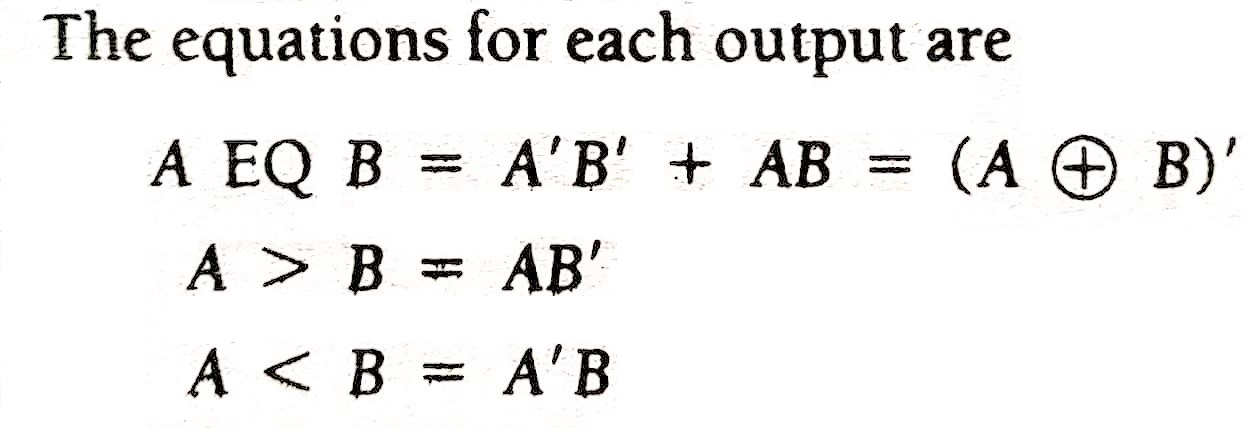 The equations for each output are
A EQ B = A'B' + AB = (A ⊕ B)'
A > B = AB'
A < B = A'B